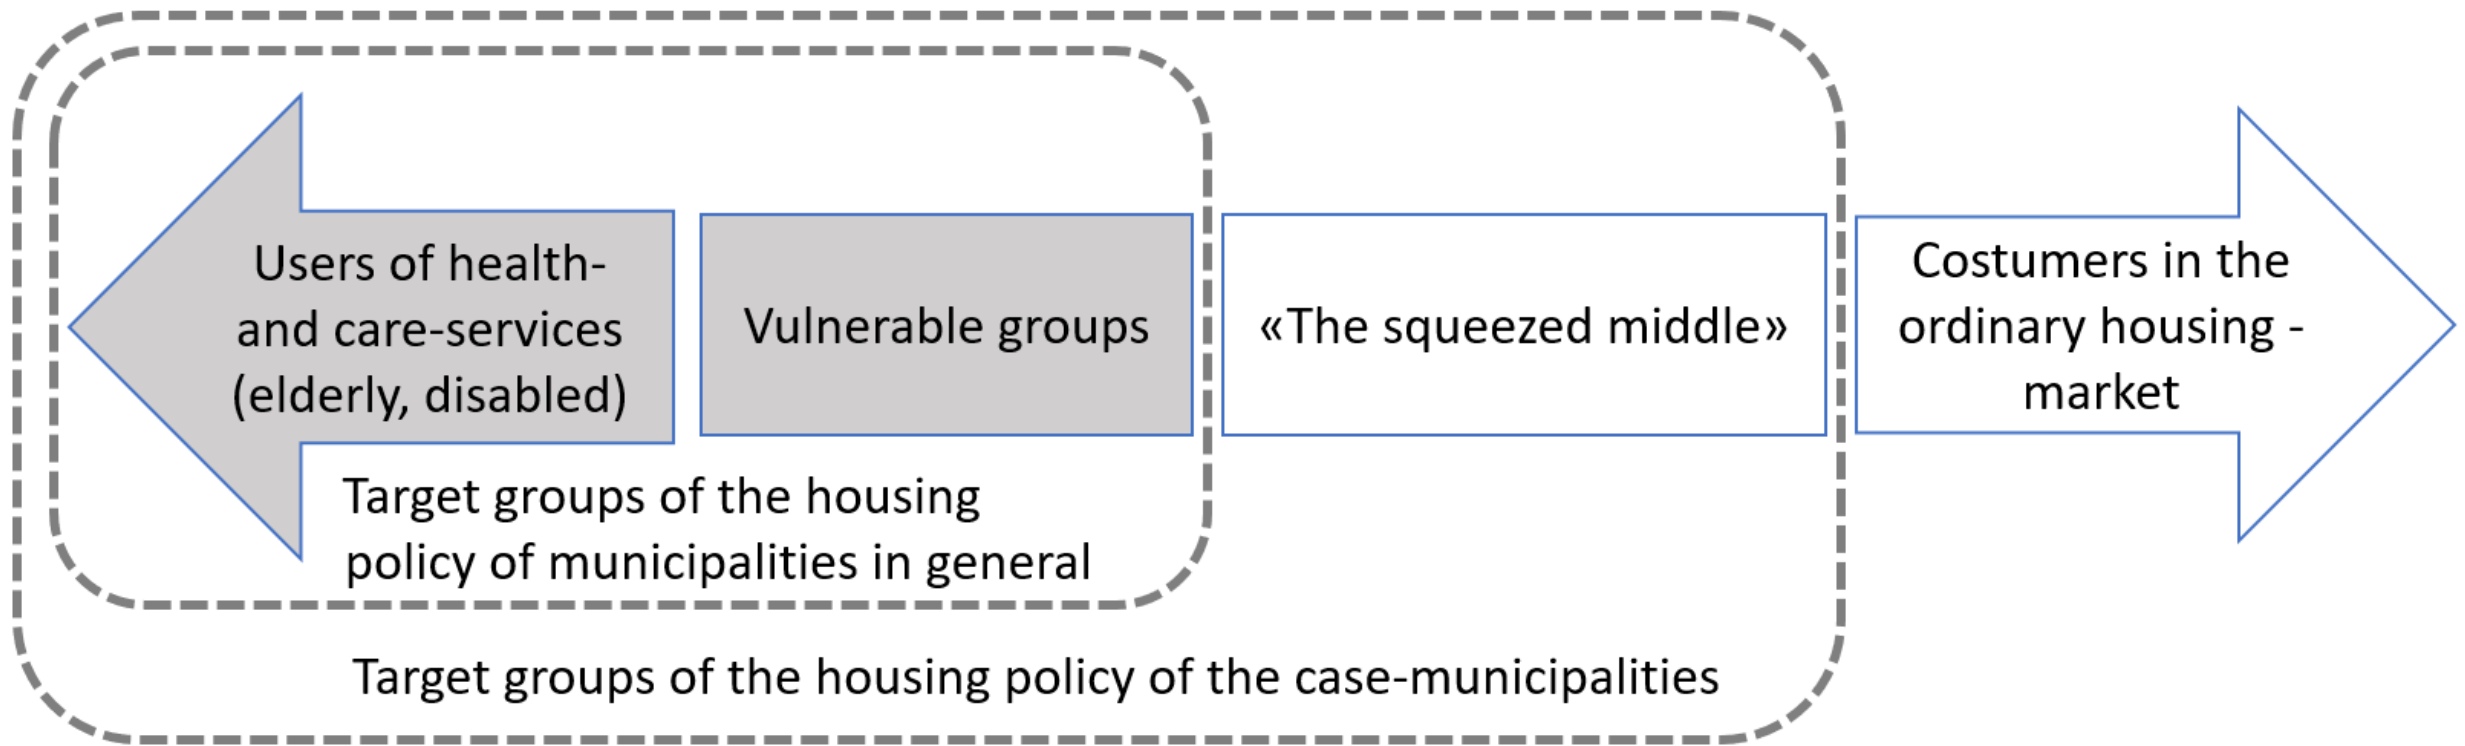 Users of health-
and care-services
(elderly, disabled)
Vulnerable groups
«The squeezed middle»
Costumers in the
ordinary housing -
market
Target groups of the housing
policy of municipalities in general
Target groups of the housing policy of the case-municipalities